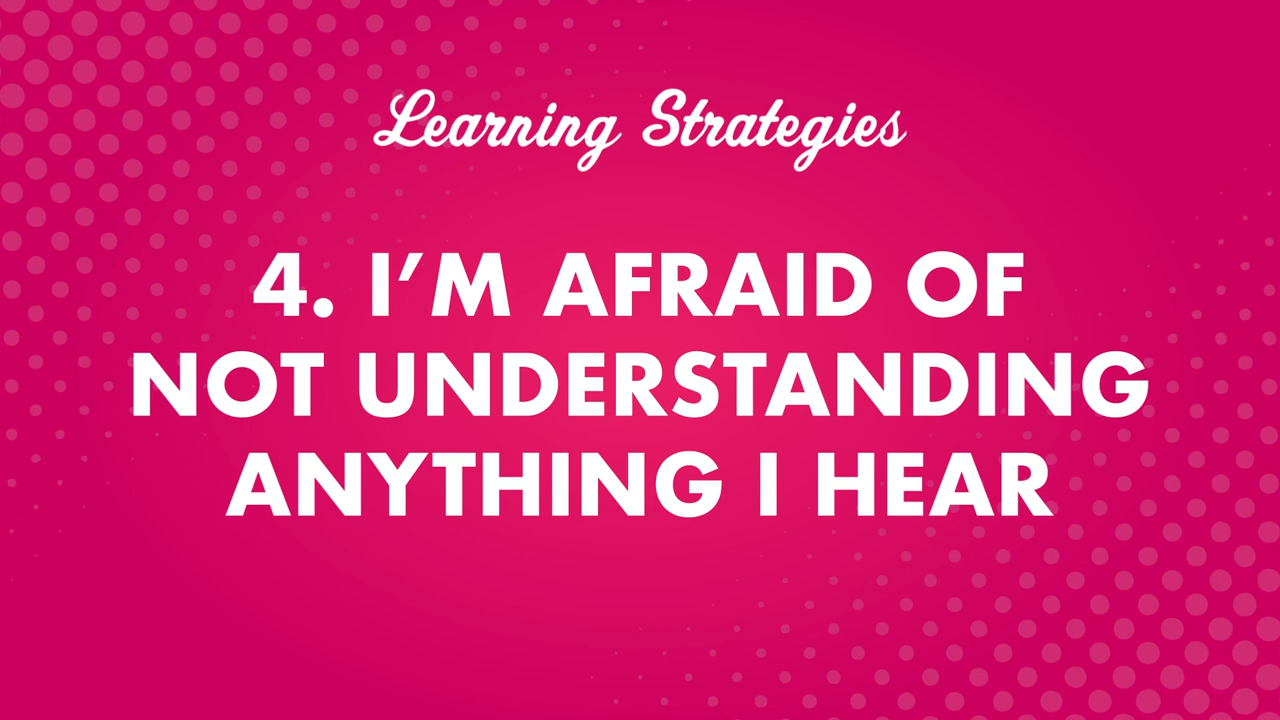 Learning Strategies
4. I’M AFRAID OF
NOT UNDERSTANDING
ANYTHING I HEAR